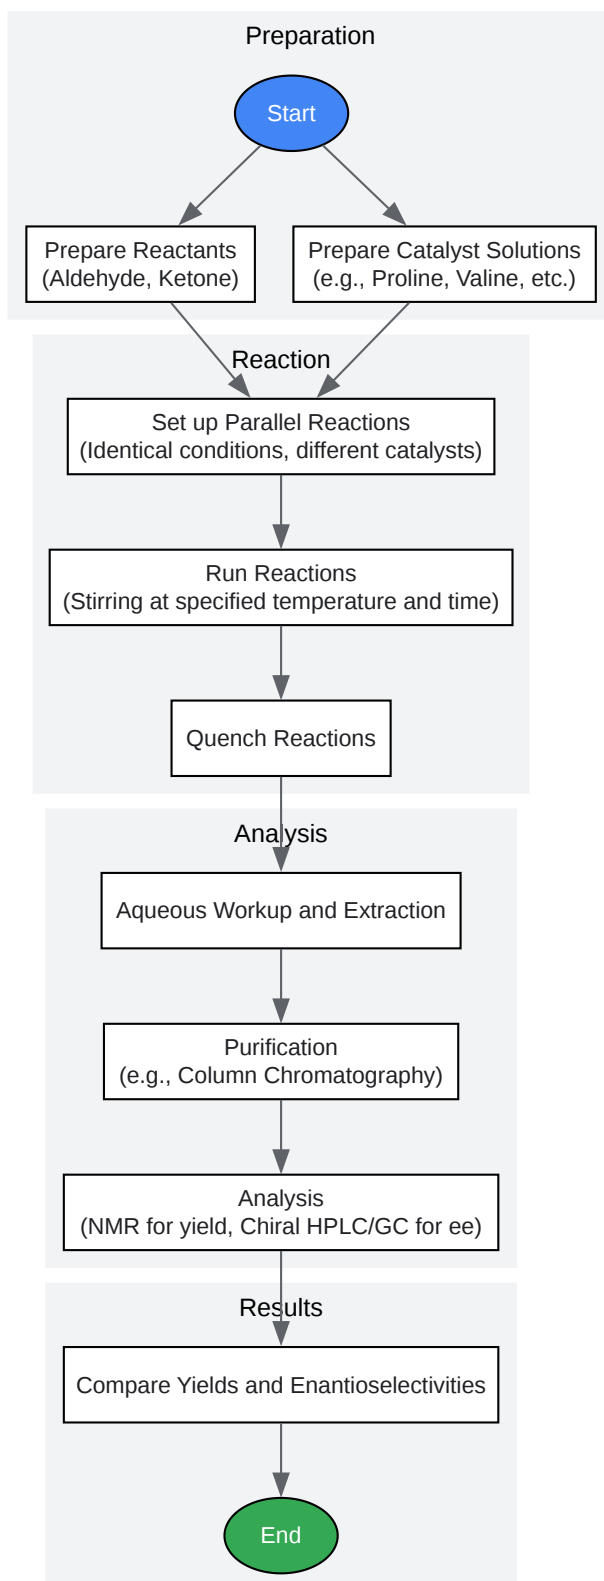 Preparation
Start
Prepare Reactants
(Aldehyde, Ketone)
Prepare Catalyst Solutions
(e.g., Proline, Valine, etc.)
Reaction
Set up Parallel Reactions
(Identical conditions, different catalysts)
Run Reactions
(Stirring at specified temperature and time)
Quench Reactions
Analysis
Aqueous Workup and Extraction
Purification
(e.g., Column Chromatography)
Analysis
(NMR for yield, Chiral HPLC/GC for ee)
Results
Compare Yields and Enantioselectivities
End